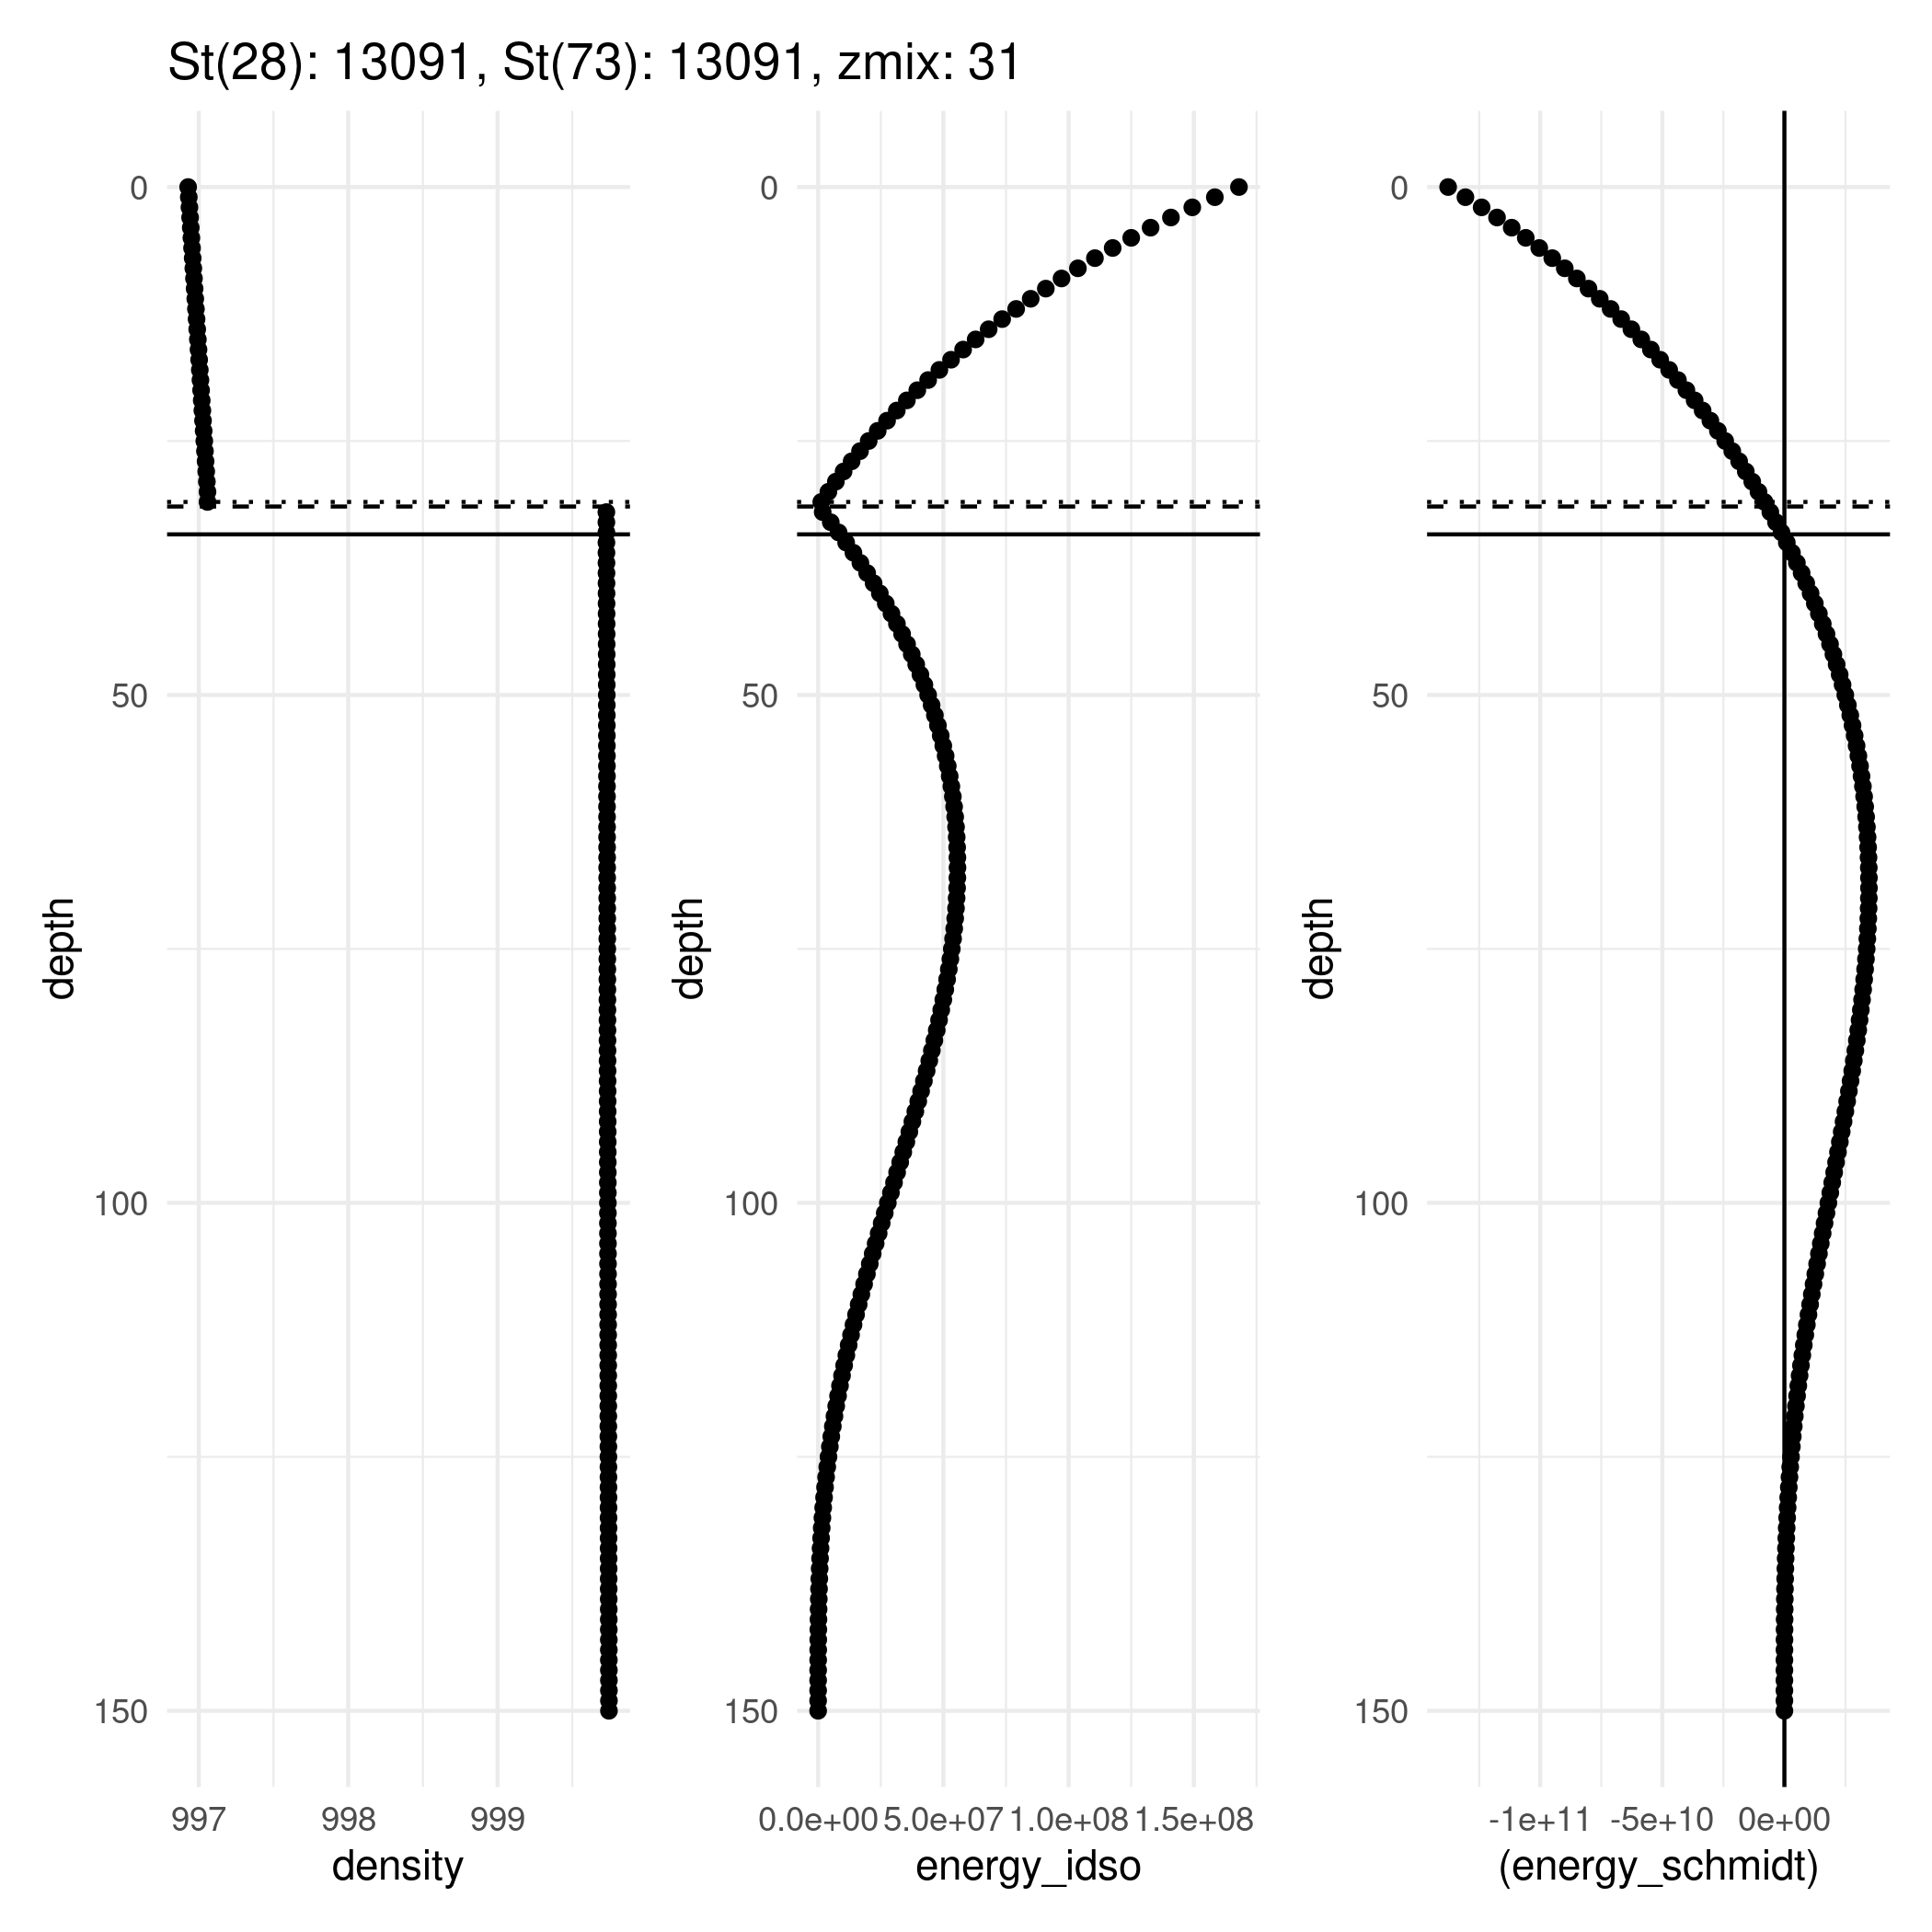 St(28): 13091, St(73): 13091, zmix: 31
depth
0
50
100
150
997 998 999
density
depth
0
50
100
150
0.0e+00 5.0e+07 1.0e+08 1.5e+08
energy_idso
depth
0
50
100
150
-1e+11 -5e+10 0e+00
(energy_schmidt)